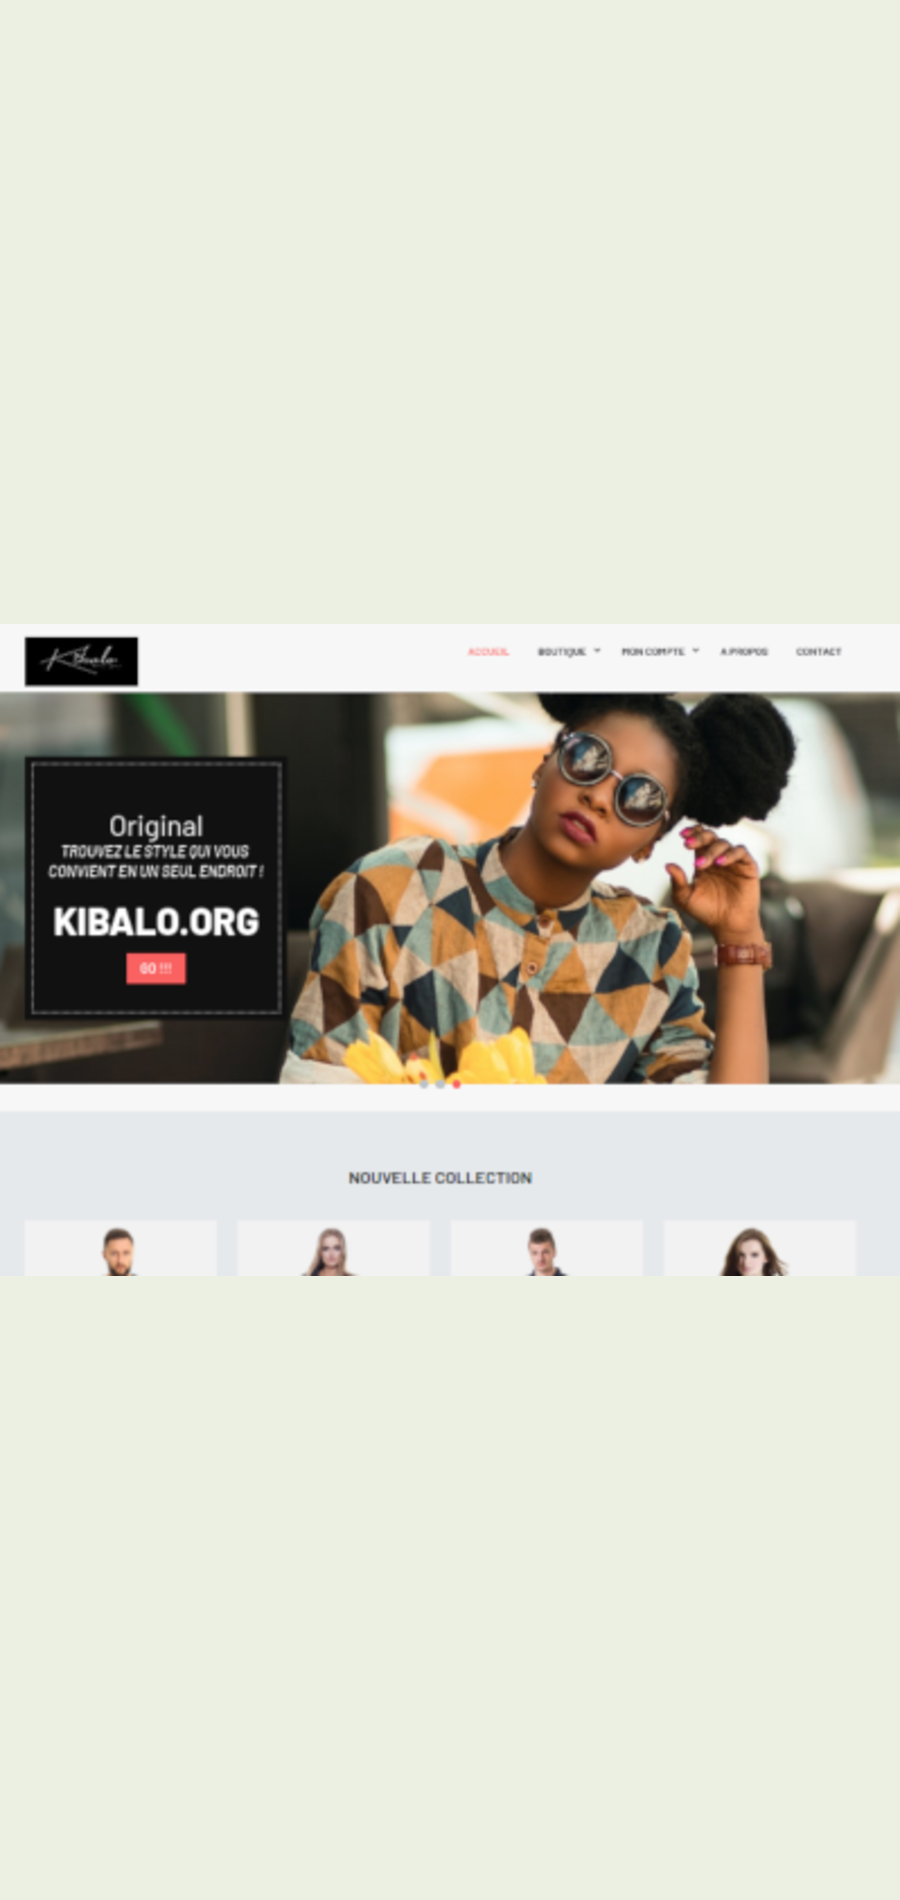 Kibalo
ACCUEIL BOUTIQUE MON COMPTE A PROPOS CONTACT
Original
TROUVEZ LE STYLE QUI VOUS
CONVIENT EN UN SEUL ENDROIT !
KIBALO.ORG
GO !!!
NOUVELLE COLLECTION